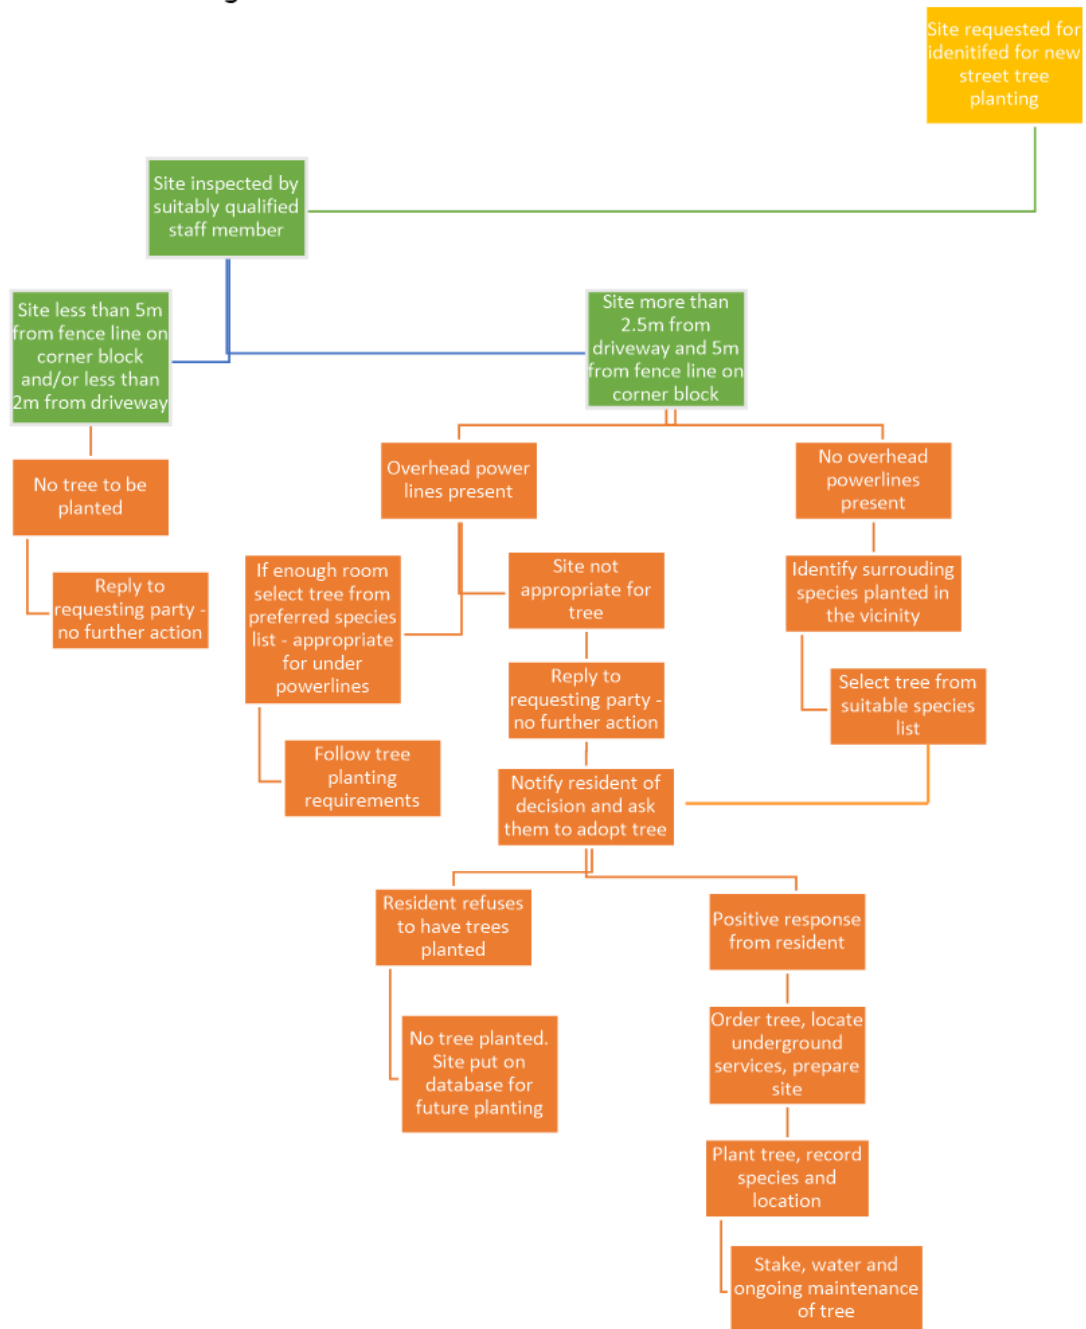 Site requested for
idenitifed for new
street tree
planting
Site inspected by
suitably qualified
staff member
Site less than 5m
from fence line on
corner block
and/or less than
2m from driveway
Site more than
2.5m from
driveway and 5m
from fence line on
corner block
No tree to be
planted
Reply to
requesting party -
no further action
Overhead power
lines present
No overhead
powerlines
present
If enough room
select tree from
preferred species
list - appropriate
for under
powerlines
Follow tree
planting
requirements
Site not
appropriate for
tree
Reply to
requesting party -
no further action
Identify surrouding
species planted in
the vicinity
Select tree from
suitable species
list
Notify resident of
decision and ask
them to adopt tree
Resident refuses
to have trees
planted
No tree planted.
Site put on
database for
future planting
Positive response
from resident
Order tree, locate
underground
services, prepare
site
Plant tree, record
species and
location
Stake, water and
ongoing maintenance
of tree